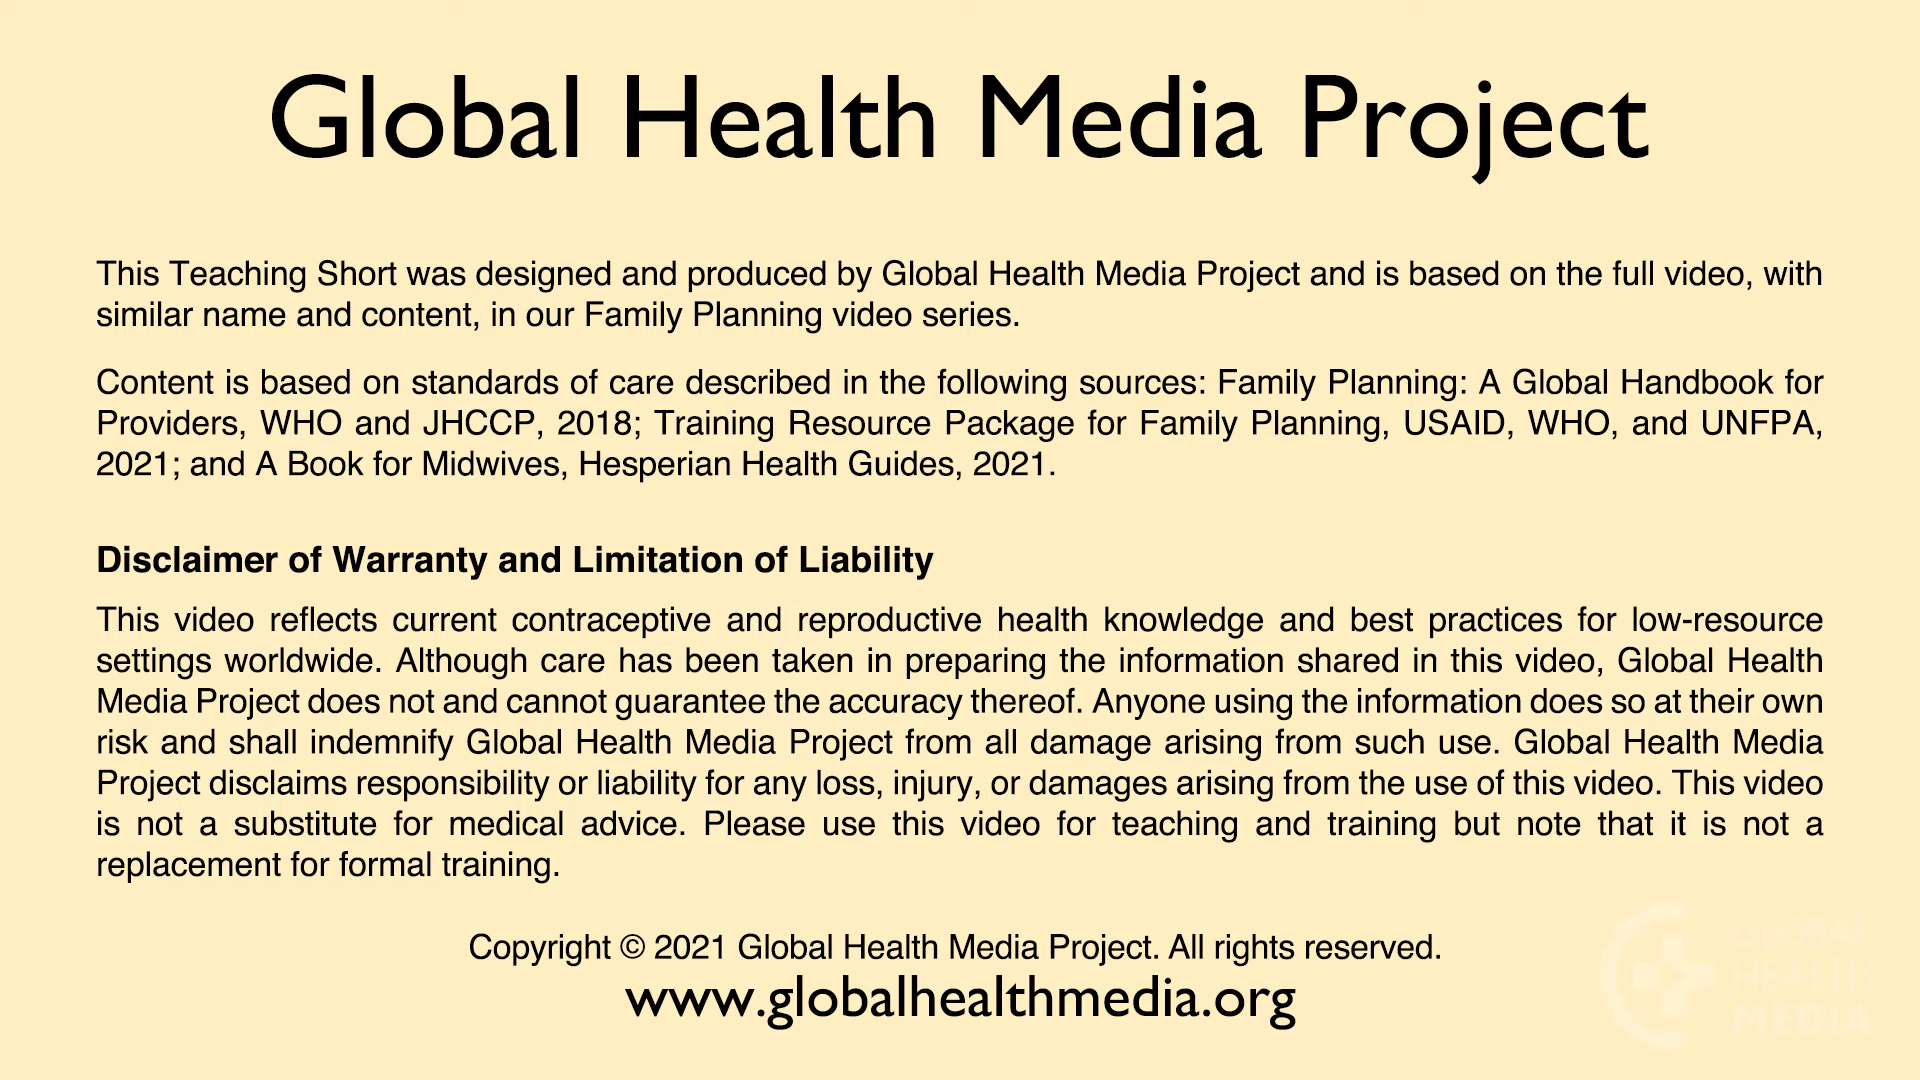 Global Health Media Project
This Teaching Short was designed and produced by Global Health Media Project and is based on the full video, with
similar name and content, in our Family Planning video series.
Content is based on standards of care described in the following sources: Family Planning: A Global Handbook for
Providers, WHO and JHCCP, 2018; Training Resource Package for Family Planning, USAID, WHO, and UNFPA,
2021; and A Book for Midwives, Hesperian Health Guides, 2021.
Disclaimer of Warranty and Limitation of Liability
This video reflects current contraceptive and reproductive health knowledge and best practices for low-resource
settings worldwide. Although care has been taken in preparing the information shared in this video, Global Health
Media Project does not and cannot guarantee the accuracy thereof. Anyone using the information does so at their own
risk and shall indemnify Global Health Media Project from all damage arising from such use. Global Health Media
Project disclaims responsibility or liability for any loss, injury, or damages arising from the use of this video. This video
is not a substitute for medical advice. Please use this video for teaching and training but note that it is not a
replacement for formal training.
Copyright © 2021 Global Health Media Project. All rights reserved.
www.globalhealthmedia.org
GLOBAL
HEALTH
MEDIA